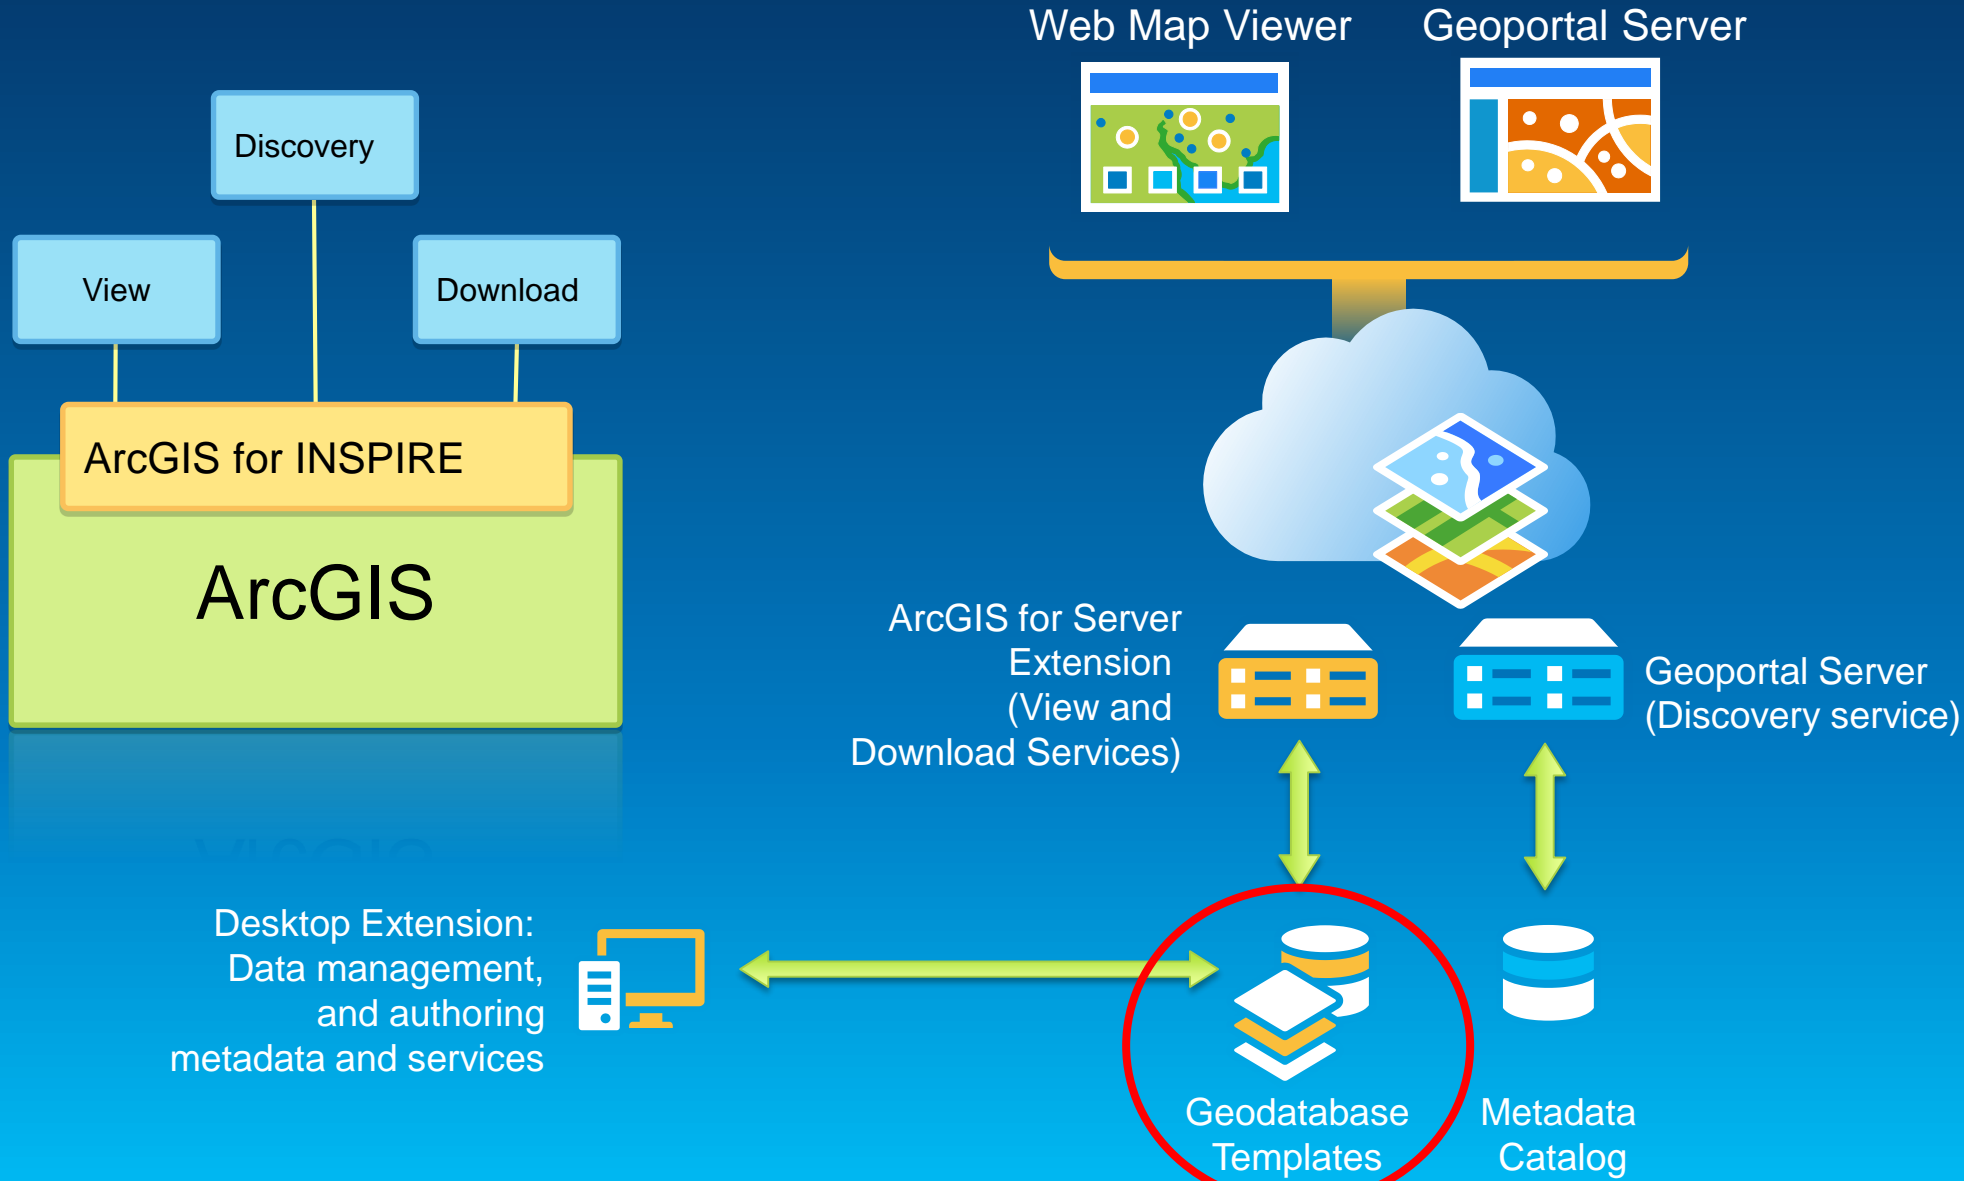 Web Map Viewer
Geoportal Server
Discovery
View
Download
ArcGIS for INSPIRE
ArcGIS
ArcGIS for Server
Extension
(View and
Download Services)
Geoportal Server
(Discovery service)
Desktop Extension:
Data management,
and authoring
metadata and services
Geodatabase
Templates
Metadata
Catalog